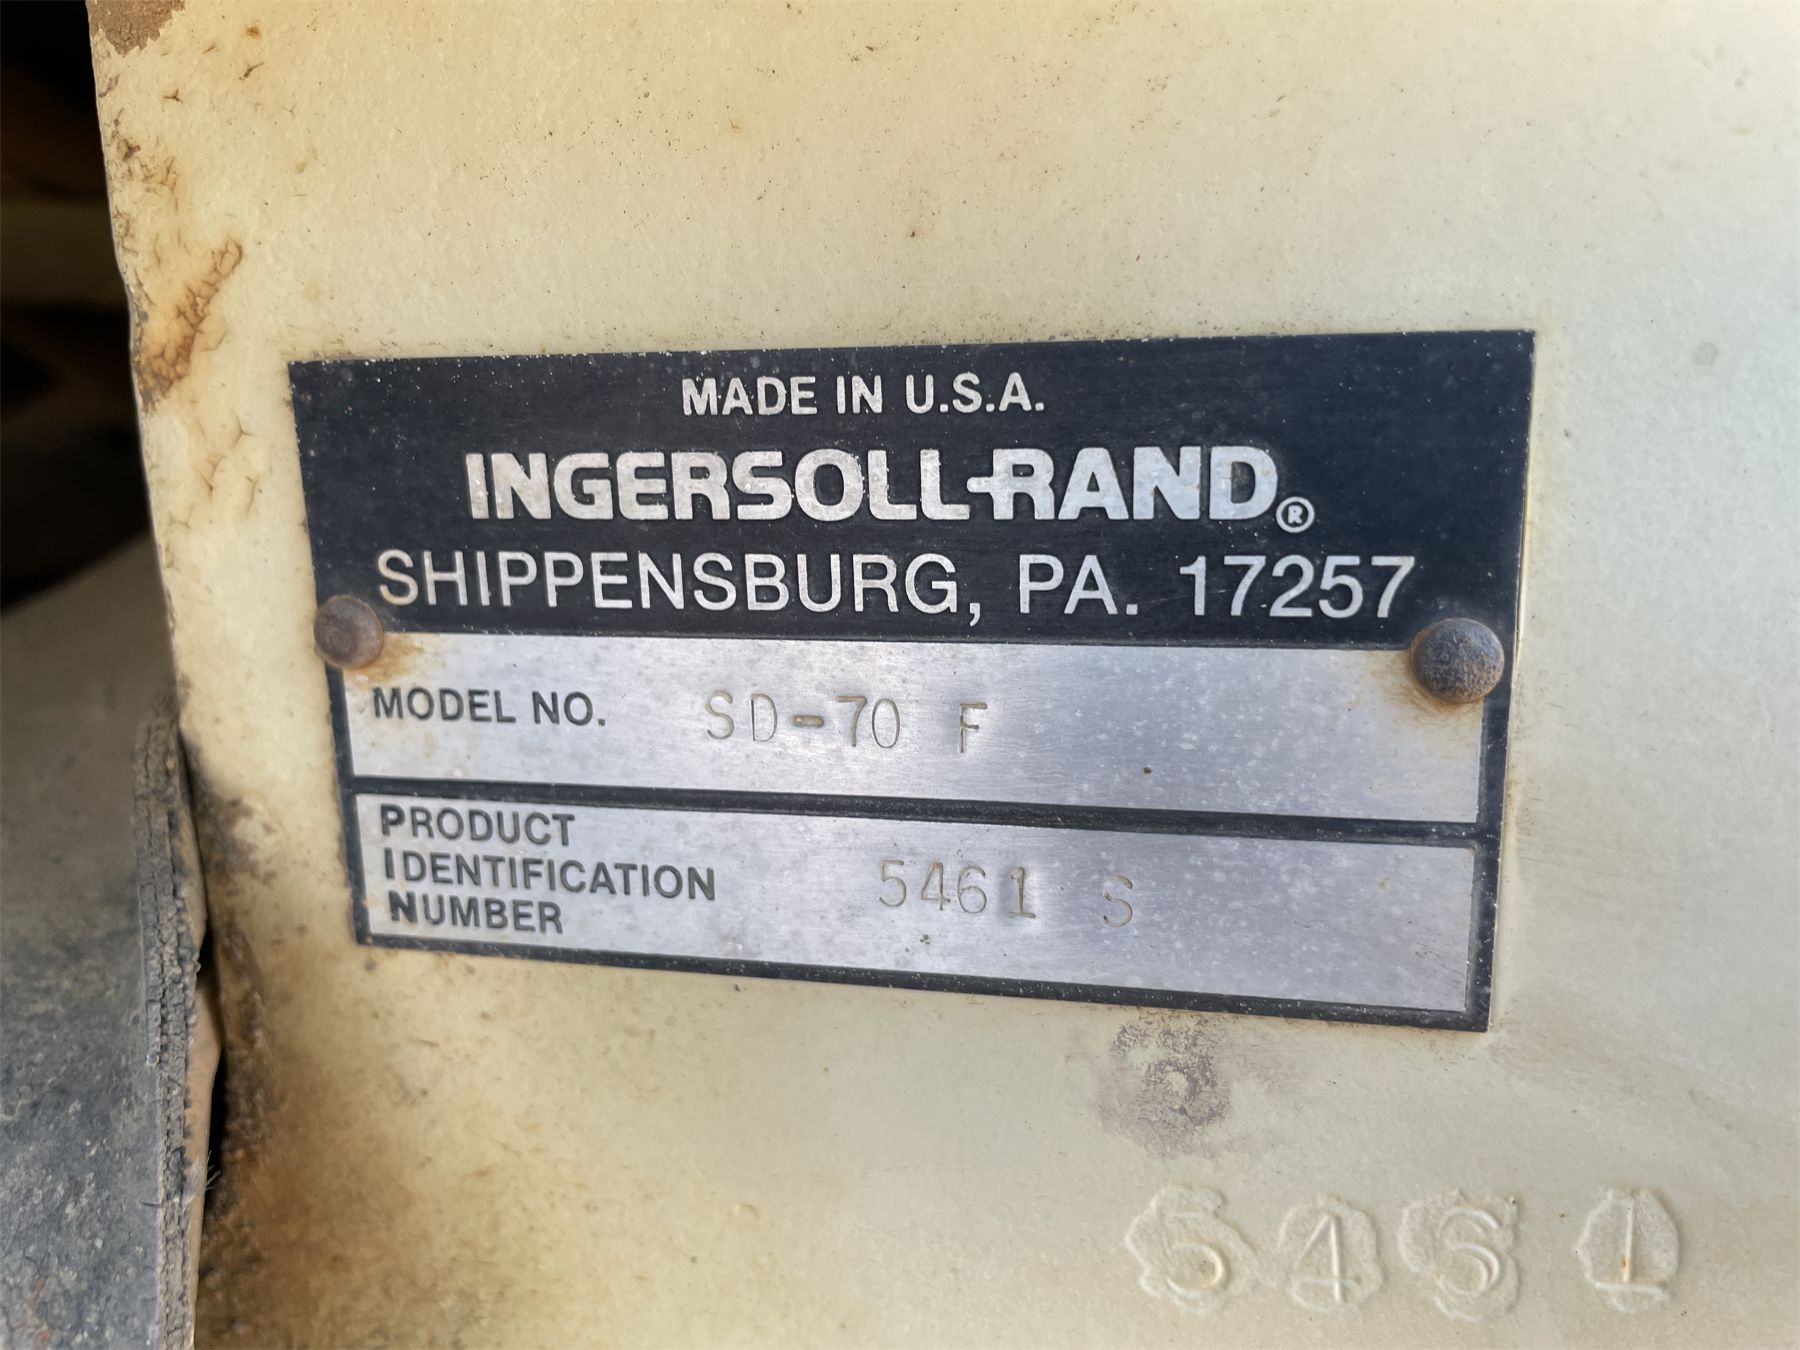 MADE IN U.S.A.
INGERSOLL-RAND®
SHIPPENSBURG, PA. 17257
MODEL NO. SD-70 F
PRODUCT
IDENTIFICATION
NUMBER
5461 S
5461